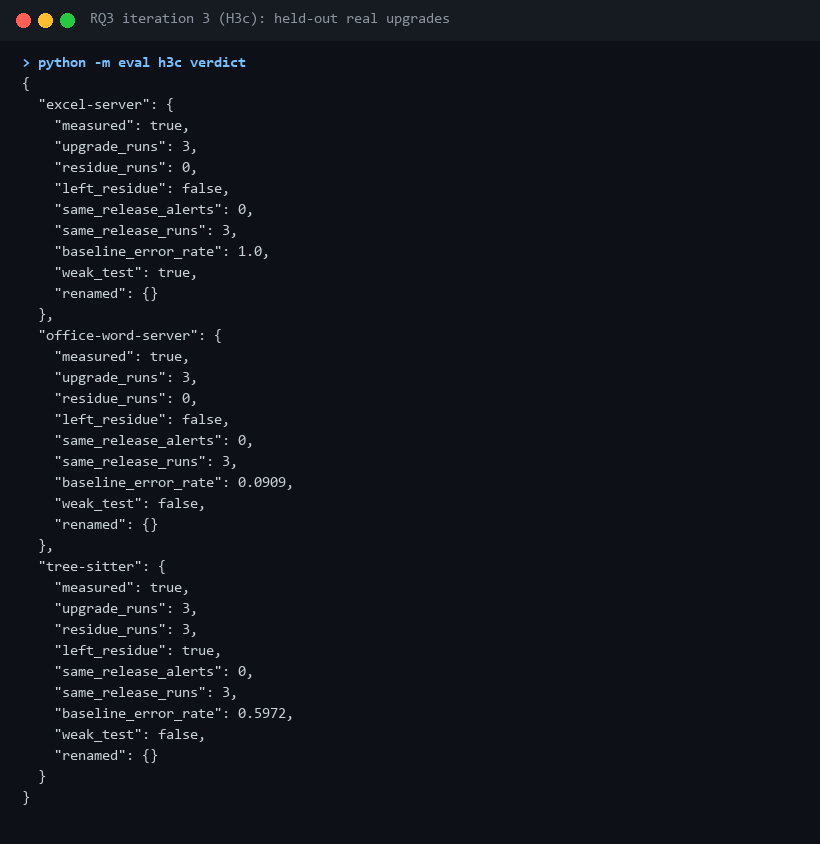 RQ3 iteration 3 (H3c): held-out real upgrades
> python -m eval h3c verdict
{
  "excel-server": {
    "measured": true,
    "upgrade_runs": 3,
    "residue_runs": 0,
    "left_residue": false,
    "same_release_alerts": 0,
    "same_release_runs": 3,
    "baseline_error_rate": 1.0,
    "weak_test": true,
    "renamed": {}
  },
  "office-word-server": {
    "measured": true,
    "upgrade_runs": 3,
    "residue_runs": 0,
    "left_residue": false,
    "same_release_alerts": 0,
    "same_release_runs": 3,
    "baseline_error_rate": 0.0909,
    "weak_test": false,
    "renamed": {}
  },
  "tree-sitter": {
    "measured": true,
    "upgrade_runs": 3,
    "residue_runs": 3,
    "left_residue": true,
    "same_release_alerts": 0,
    "same_release_runs": 3,
    "baseline_error_rate": 0.5972,
    "weak_test": false,
    "renamed": {}
  }
}